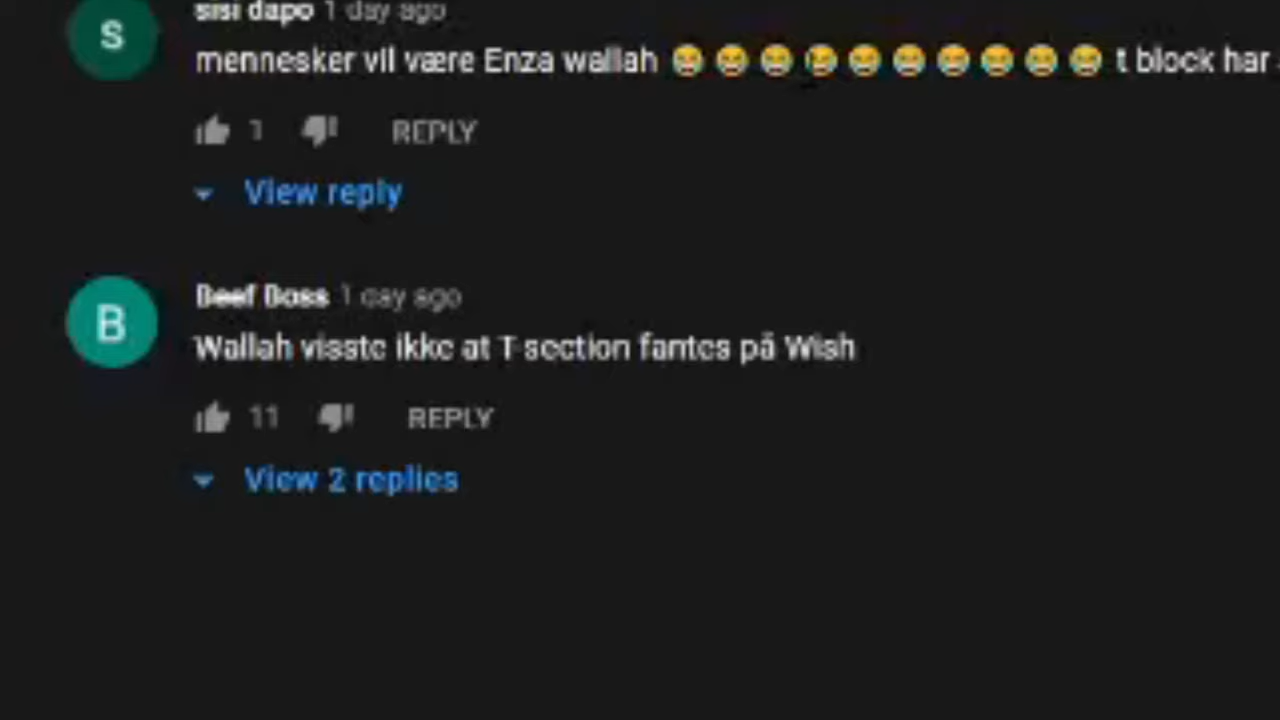 S
sisi dapo 1 day ago
mennesker vil være Enza wallah 😂😂😂😂😂😂😂😂😂😂 t block har
1 REPLY
View reply
B
Beef Boss 1 day ago
Wallah visste ikke at T-section fantes på Wish
11 REPLY
View 2 replies